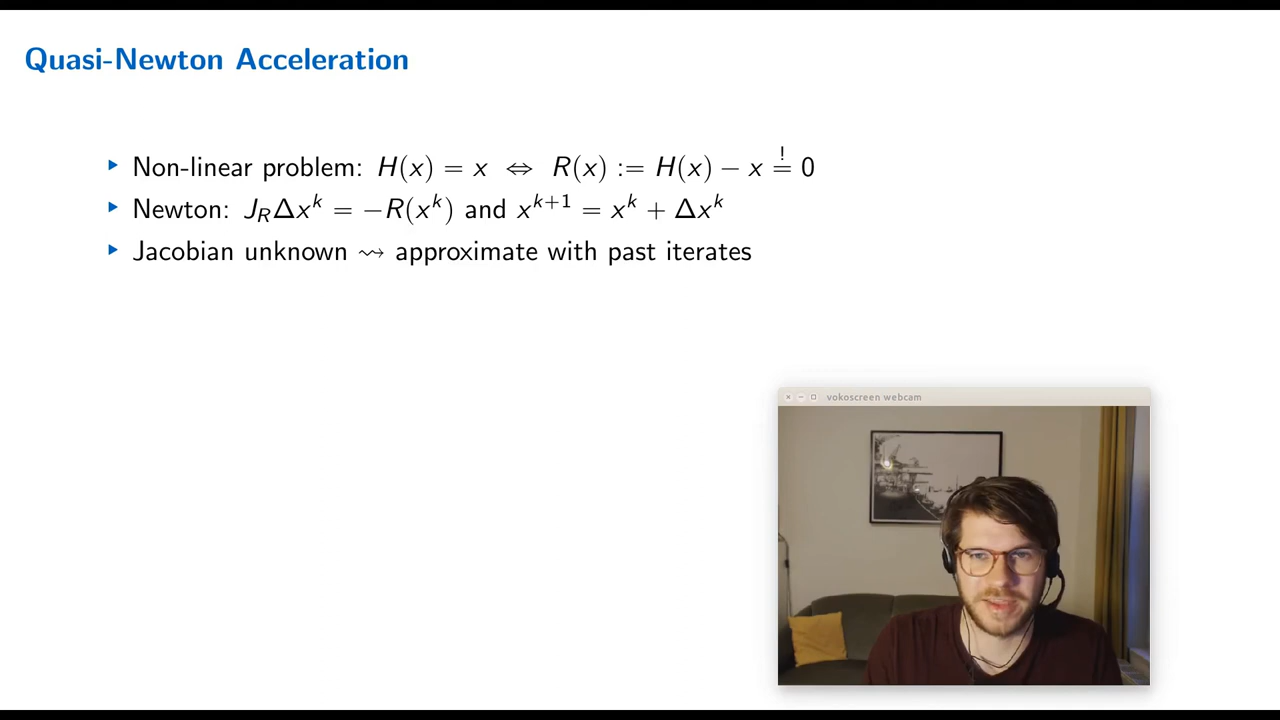 Quasi-Newton Acceleration
▸ Non-linear problem: H(x) = x ⇔ R(x) := H(x) − x \stackrel{!}{=} 0
▸ Newton: J_R Δx^k = −R(x^k) and x^{k+1} = x^k + Δx^k
▸ Jacobian unknown ⇝ approximate with past iterates
vokoscreen webcam